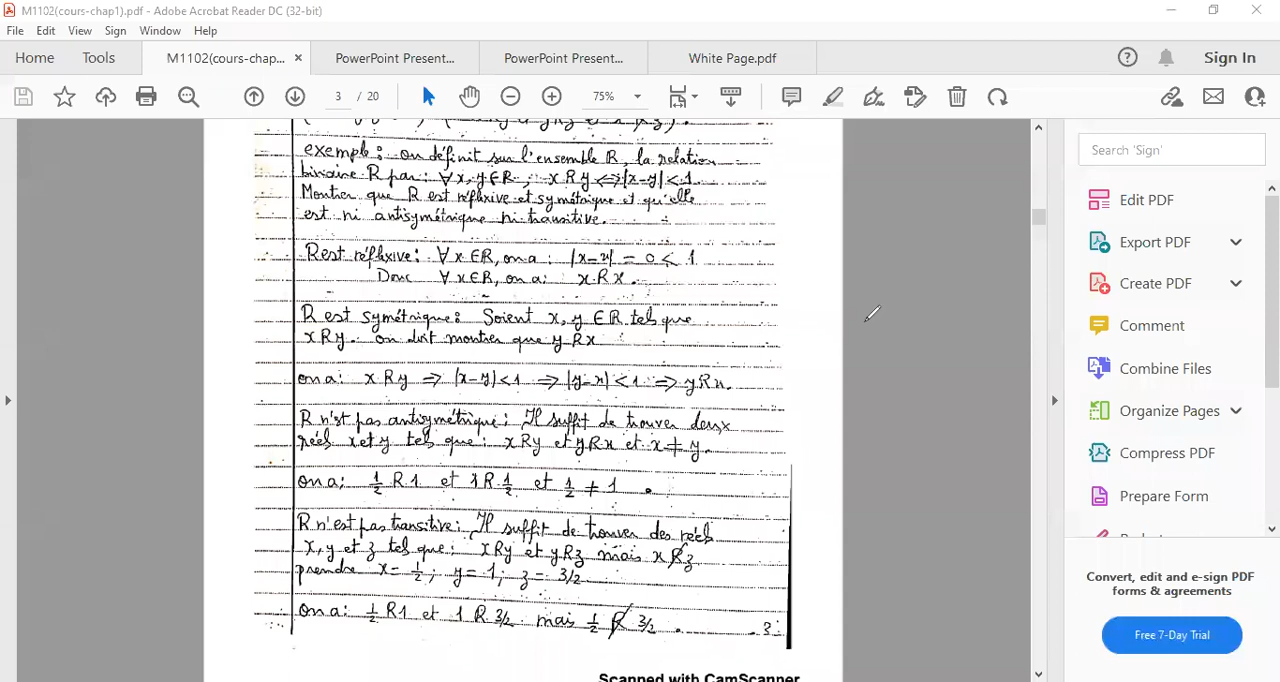 M1102(cours-chap1).pdf - Adobe Acrobat Reader DC (32-bit)
File Edit View Sign Window Help
Home Tools M1102(cours-chap... × PowerPoint Present... PowerPoint Present... White Page.pdf Sign In
3 / 20 75%
exemple: on définit sur l'ensemble R, la relation
binaire R par: ∀x, y ∈ R, x R y ⟺ |x-y| < 1.
Montrer que R est réflexive et symétrique et qu'elle
est ni antisymétrique ni transitive.
R est réflexive: ∀ x ∈ R, on a: |x-x| = 0 < 1
Donc ∀ x ∈ R, on a: x R x.
R est symétrique: Soient x, y ∈ R tels que
x R y. on doit montrer que y R x
on a: x R y ⟹ |x-y| < 1 ⟹ |y-x| < 1 ⟹ y R x.
R n'est pas antisymétrique: Il suffit de trouver deux
réels x et y tels que: x R y et y R x et x ≠ y.
on a: 1/2 R 1 et 1 R 1/2 et 1/2 ≠ 1.
R n'est pas transitive: Il suffit de trouver des réels
x, y et z tels que: x R y et y R z mais x R̸ z
prendre x = 1/2; y = 1; z = 3/2
on a: 1/2 R 1 et 1 R 3/2 mais 1/2 R̸ 3/2.
.3.
Scanned with CamScanner
Search 'Sign'
Edit PDF
Export PDF
Create PDF
Comment
Combine Files
Organize Pages
Compress PDF
Prepare Form
Convert, edit and e-sign PDF
forms & agreements
Free 7-Day Trial